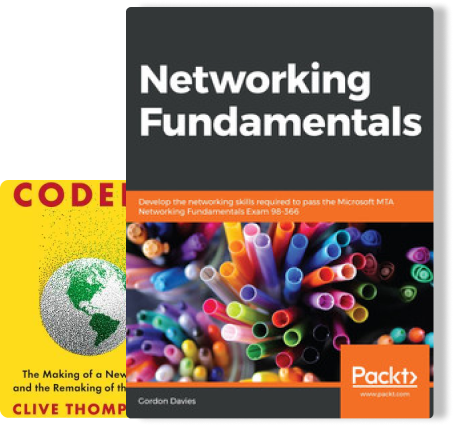 Networking
Fundamentals
Develop the networking skills required to pass the Microsoft MTA
Networking Fundamentals Exam 98-366
Packt>
www.packt.com
Gordon Davies
CODE
The Making of a New
and the Remaking of th
CLIVE THOMP